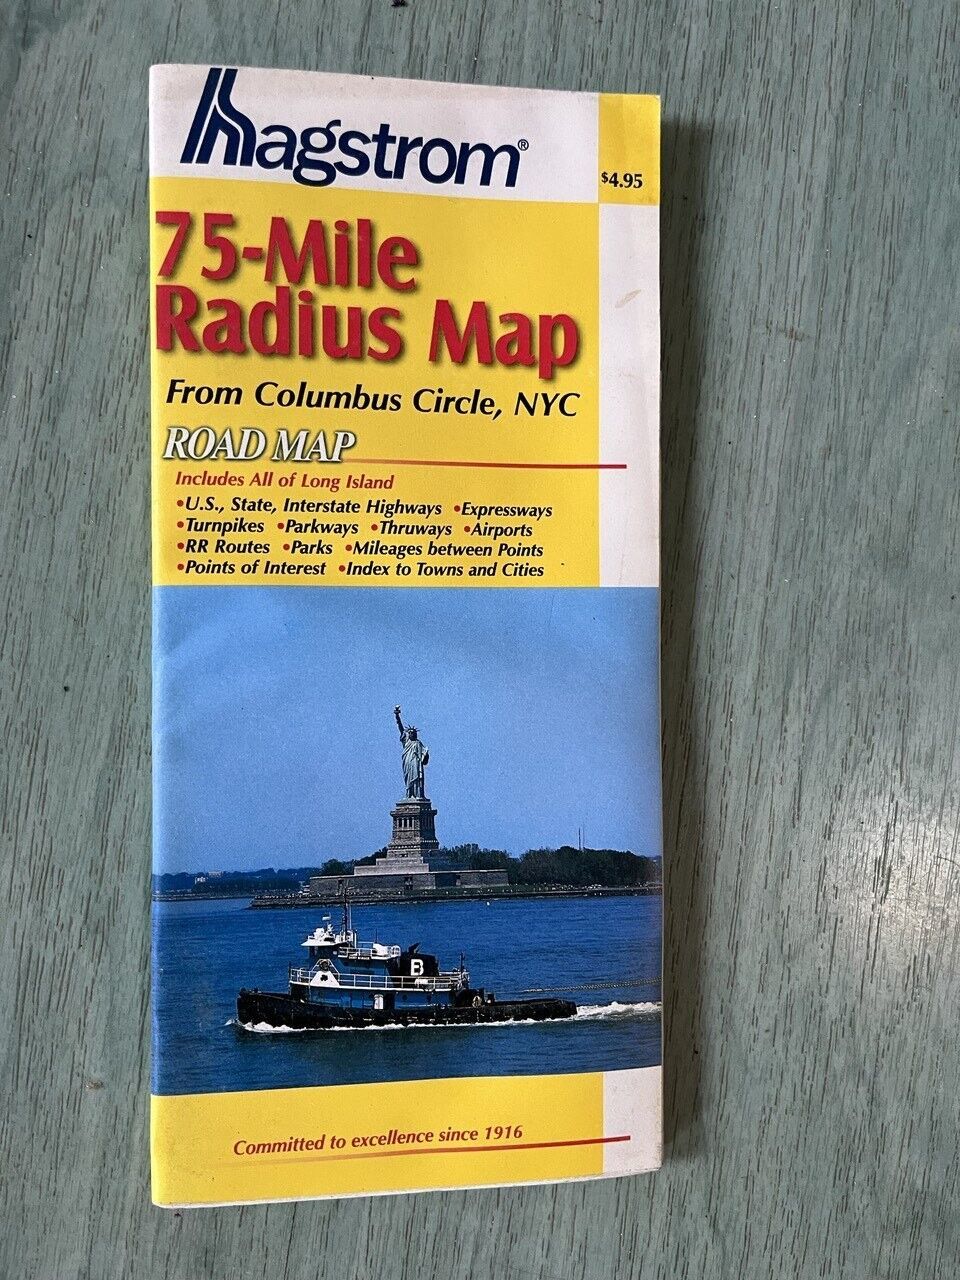 hagstrom®
$4.95
75-Mile
Radius Map
From Columbus Circle, NYC
ROAD MAP
Includes All of Long Island
•U.S., State, Interstate Highways •Expressways
•Turnpikes •Parkways •Thruways •Airports
•RR Routes •Parks •Mileages between Points
•Points of Interest •Index to Towns and Cities
B
Committed to excellence since 1916